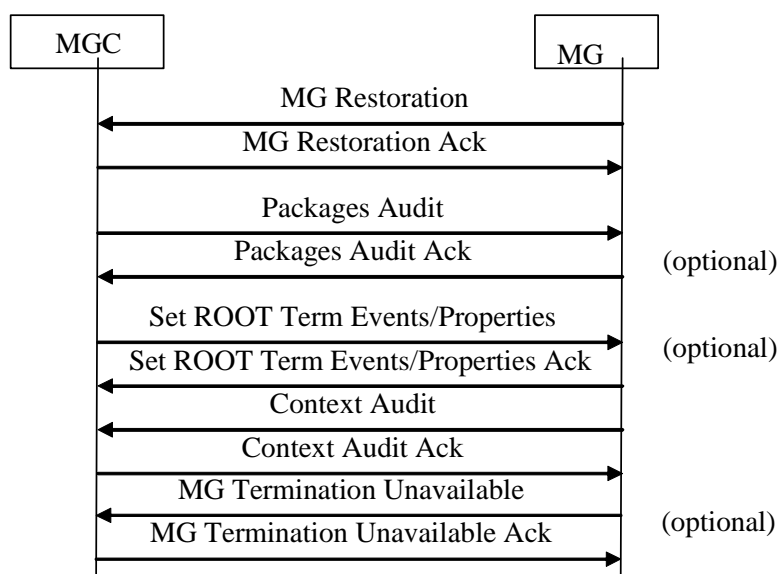 MGC
MG
MG Restoration
MG Restoration Ack
Packages Audit
Packages Audit Ack
(optional)
Set ROOT Term Events/Properties
(optional)
Set ROOT Term Events/Properties Ack
Context Audit
Context Audit Ack
MG Termination Unavailable
(optional)
MG Termination Unavailable Ack